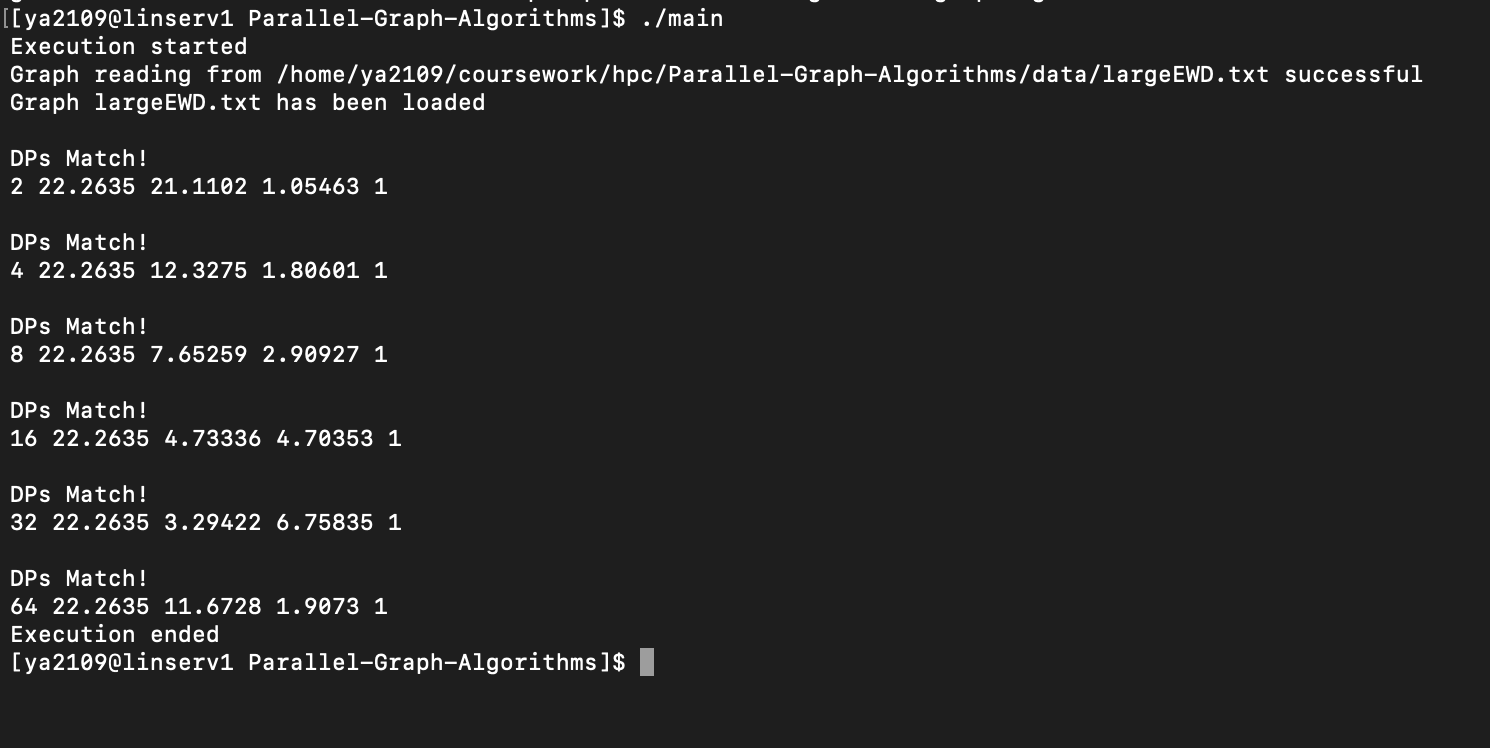 [[ya2109@linserv1 Parallel-Graph-Algorithms]$ ./main
Execution started
Graph reading from /home/ya2109/coursework/hpc/Parallel-Graph-Algorithms/data/largeEWD.txt successful
Graph largeEWD.txt has been loaded
DPs Match!
2 22.2635 21.1102 1.05463 1
DPs Match!
4 22.2635 12.3275 1.80601 1
DPs Match!
8 22.2635 7.65259 2.90927 1
DPs Match!
16 22.2635 4.73336 4.70353 1
DPs Match!
32 22.2635 3.29422 6.75835 1
DPs Match!
64 22.2635 11.6728 1.9073 1
Execution ended
[ya2109@linserv1 Parallel-Graph-Algorithms]$